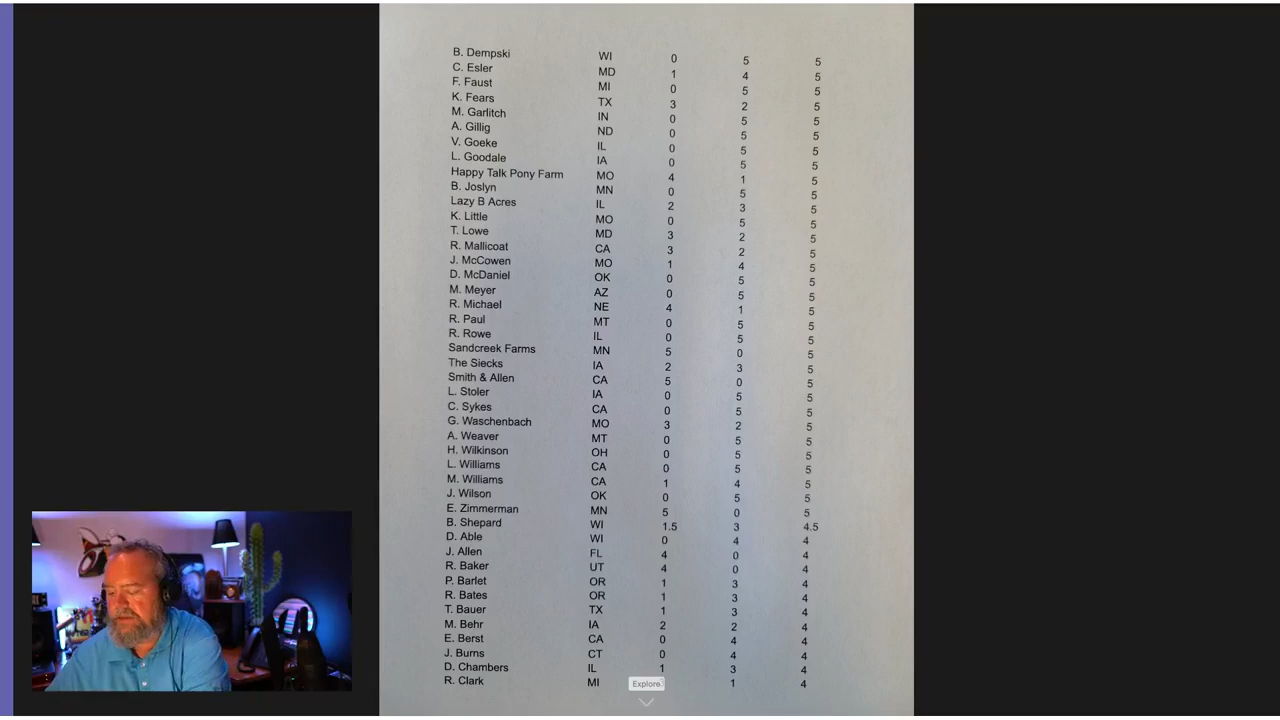 B. Dempski WI 0 5 5
C. Esler MD 1 4 5
F. Faust MI 0 5 5
K. Fears TX 3 2 5
M. Garlitch IN 0 5 5
A. Gillig ND 0 5 5
V. Goeke IL 0 5 5
L. Goodale IA 0 5 5
Happy Talk Pony Farm MO 4 1 5
B. Joslyn MN 0 5 5
Lazy B Acres IL 2 3 5
K. Little MO 0 5 5
T. Lowe MD 3 2 5
R. Mallicoat CA 3 2 5
J. McCowen MO 1 4 5
D. McDaniel OK 0 5 5
M. Meyer AZ 0 5 5
R. Michael NE 4 1 5
R. Paul MT 0 5 5
R. Rowe IL 0 5 5
Sandcreek Farms MN 5 0 5
The Siecks IA 2 3 5
Smith & Allen CA 5 0 5
L. Stoler IA 0 5 5
C. Sykes CA 0 5 5
G. Waschenbach MO 3 2 5
A. Weaver MT 0 5 5
H. Wilkinson OH 0 5 5
L. Williams CA 0 5 5
M. Williams CA 1 4 5
J. Wilson OK 0 5 5
E. Zimmerman MN 5 0 5
B. Shepard WI 1.5 3 4.5
D. Able WI 0 4 4
J. Allen FL 4 0 4
R. Baker UT 4 0 4
P. Barlet OR 1 3 4
R. Bates OR 1 3 4
T. Bauer TX 1 3 4
M. Behr IA 2 2 4
E. Berst CA 0 4 4
J. Burns CT 0 4 4
D. Chambers IL 1 3 4
R. Clark MI 1 4
Explore